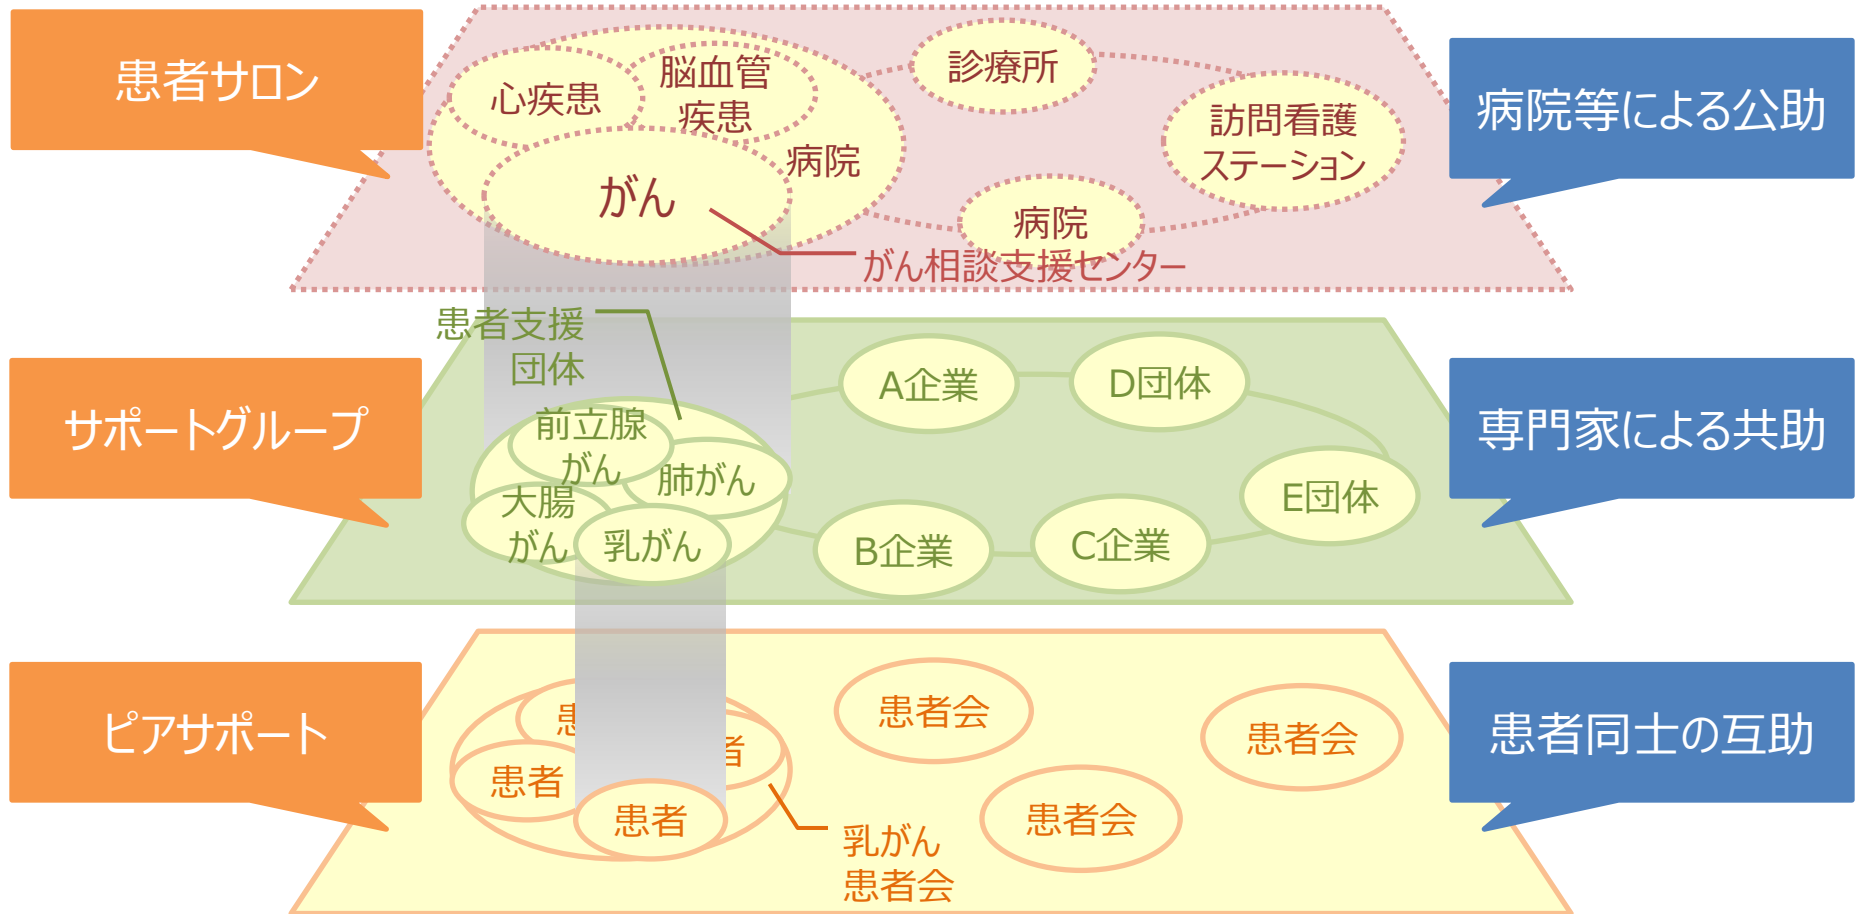 患者サロン
心疾患
脳血管
疾患
病院
がん
診療所
訪問看護
ステーション
病院
がん相談支援センター
病院等による公助
患者支援
団体
サポートグループ
前立腺
がん
肺がん
大腸
がん
乳がん
A企業
D団体
E団体
B企業
C企業
専門家による共助
ピアサポート
患
者
患者
患者
乳がん
患者会
患者会
患者会
患者会
患者同士の互助